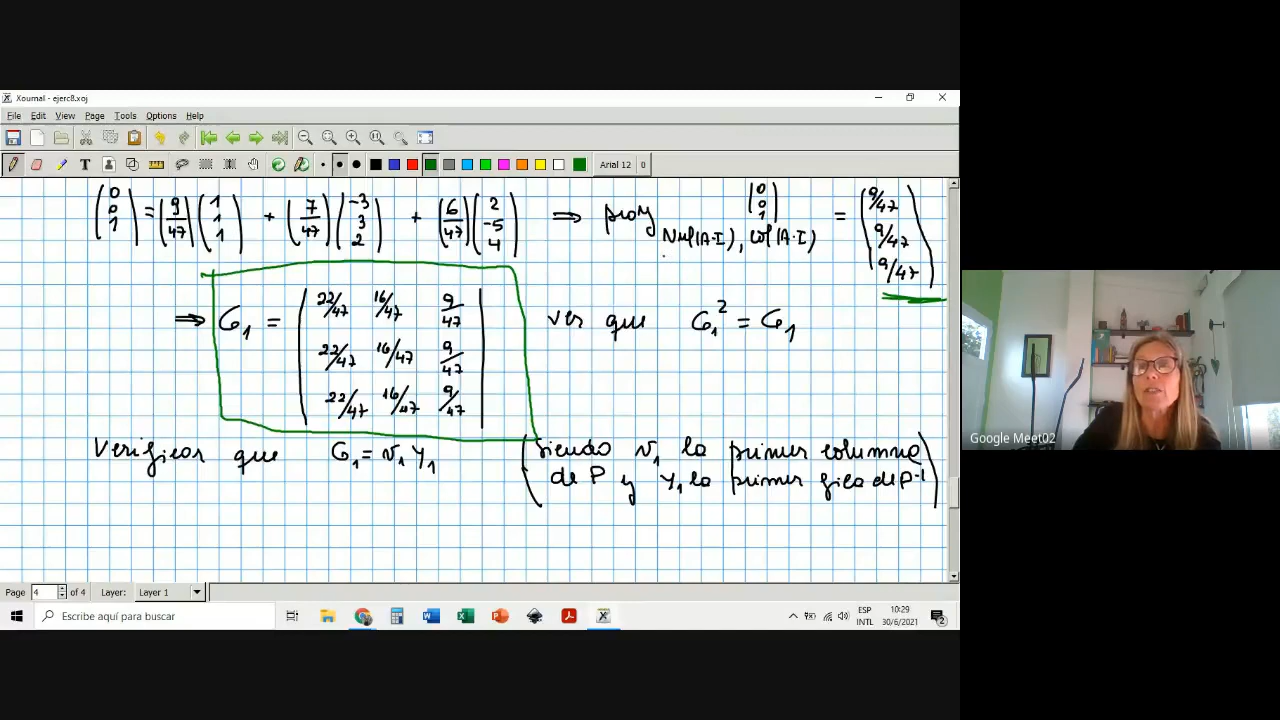 Xournal - ejerc8.xoj
File Edit View Page Tools Options Help
Arial 12 0
(0 0 1) = (9/47) (1 1 1) + (7/47) (-3 3 2) + (6/47) (2 -5 4) ⇒ proy Nul(A-I), Col(A-I) (0 0 1) = (9/47 9/47 9/47)
⇒ G₁ = | 22/47 16/47 9/47 |
| 22/47 16/47 9/47 | ver que G₁² = G₁
| 22/47 16/47 9/47 |
Verificar que G₁ = v₁ y₁ (siendo v₁ la primer columna
de P y y₁ la primer fila de P⁻¹)
Google Meet02
Page 4 of 4 Layer: Layer 1
Escribe aquí para buscar
ESP 10:29
INTL 30/6/2021
2